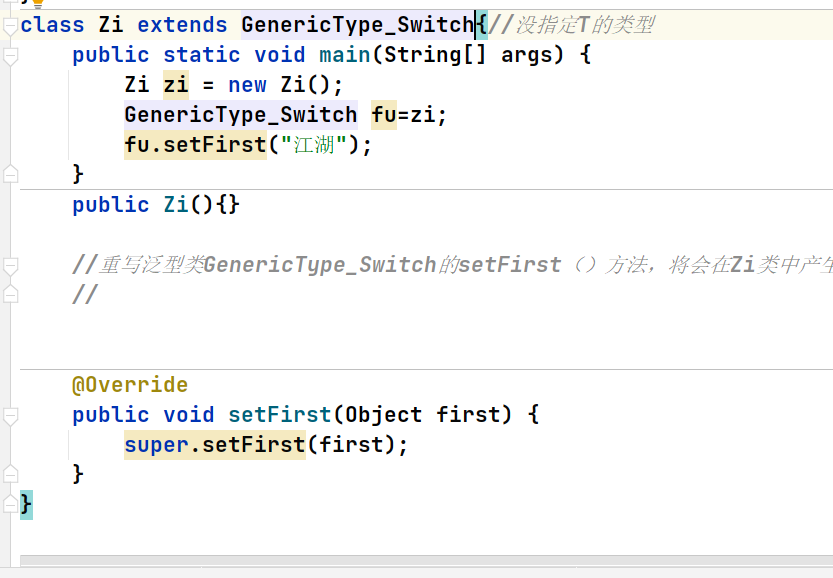 class Zi extends GenericType_Switch{//没指定T的类型
public static void main(String[] args) {
Zi zi = new Zi();
GenericType_Switch fu=zi;
fu.setFirst("江湖");
}
public Zi(){}
//重写泛型类GenericType_Switch的setFirst（）方法，将会在Zi类中产生
//
@Override
public void setFirst(Object first) {
super.setFirst(first);
}
}